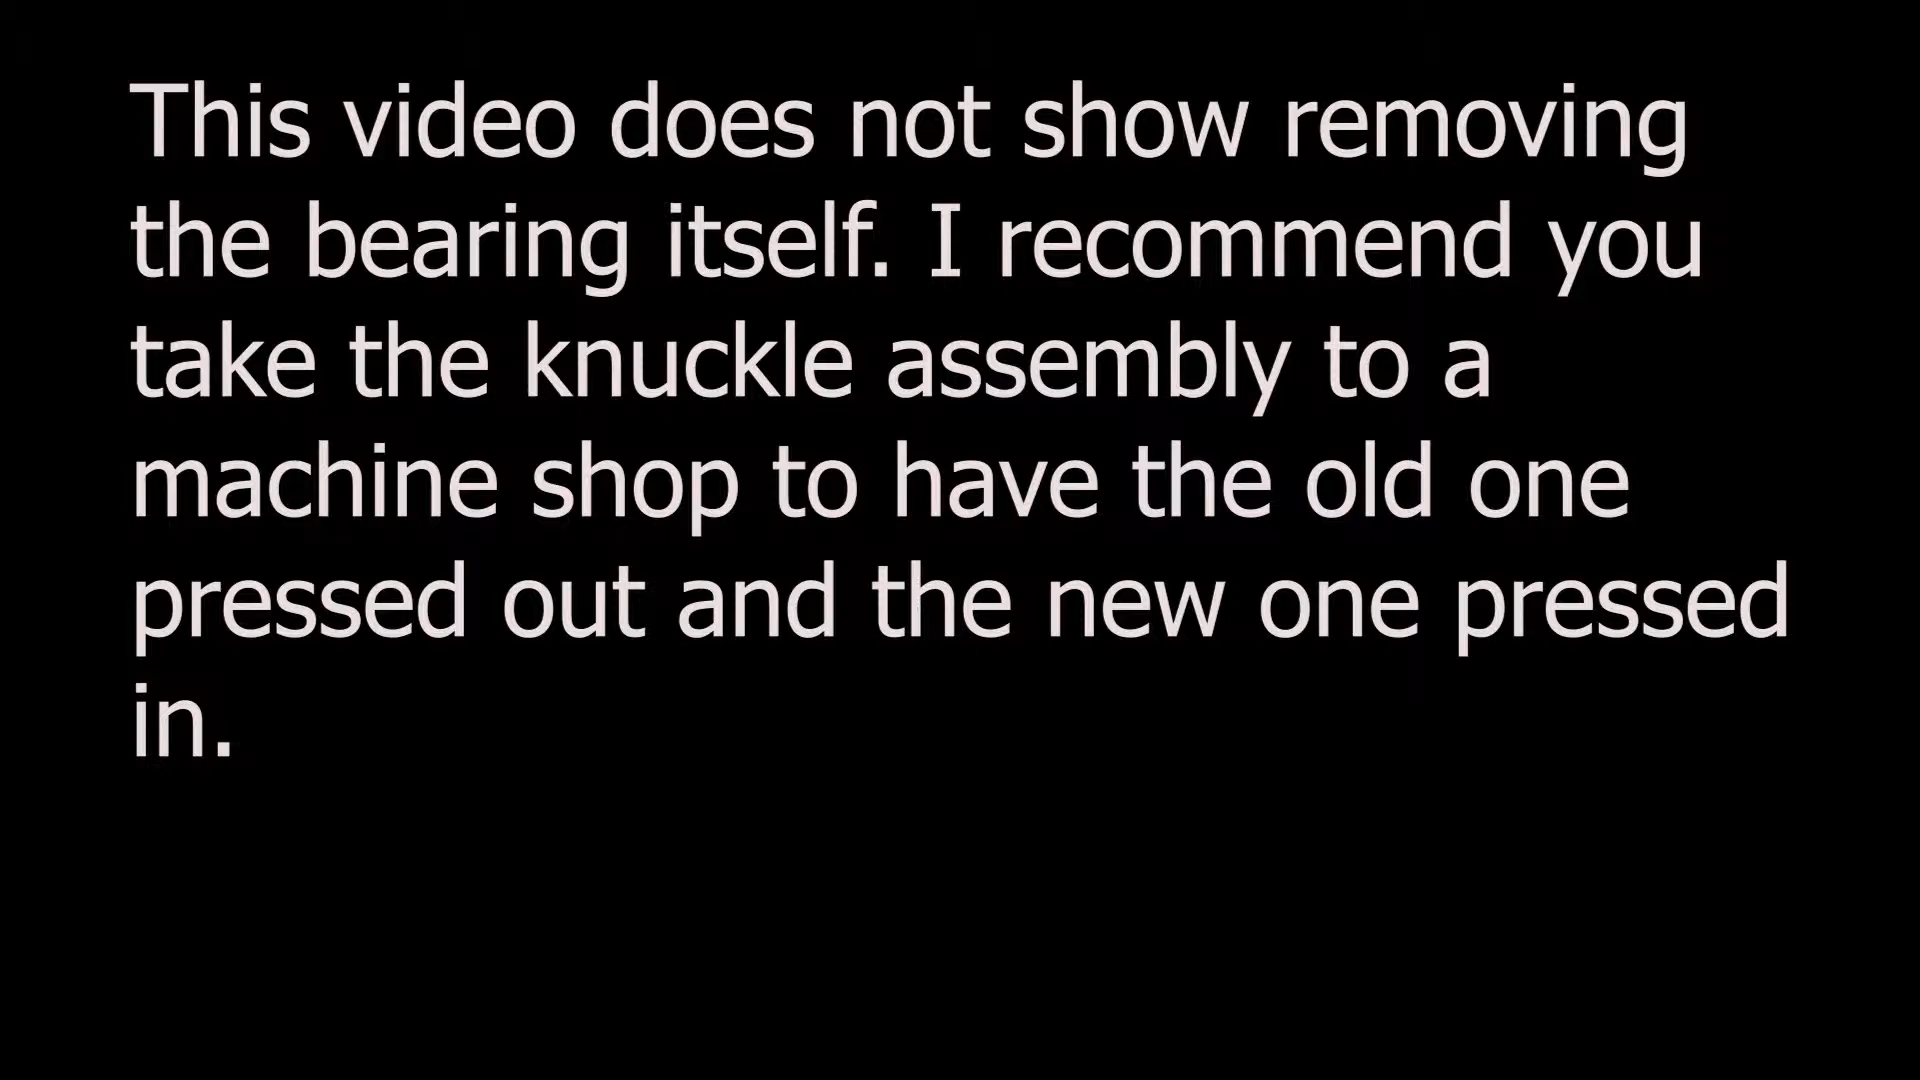 This video does not show removing
the bearing itself. I recommend you
take the knuckle assembly to a
machine shop to have the old one
pressed out and the new one pressed
in.